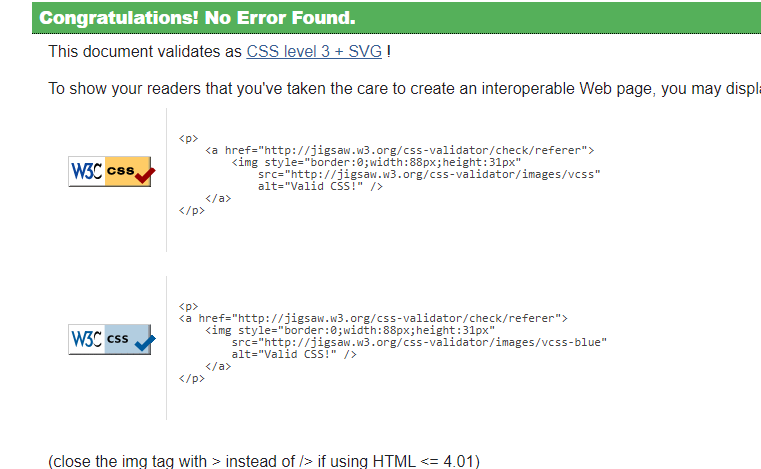 Congratulations! No Error Found.
This document validates as CSS level 3 + SVG !
To show your readers that you've taken the care to create an interoperable Web page, you may displa
<p>
<a href="http://jigsaw.w3.org/css-validator/check/referer">
<img style="border:0;width:88px;height:31px"
src="http://jigsaw.w3.org/css-validator/images/vcss"
alt="Valid CSS!" />
</a>
</p>
W3C css
<p>
<a href="http://jigsaw.w3.org/css-validator/check/referer">
<img style="border:0;width:88px;height:31px"
src="http://jigsaw.w3.org/css-validator/images/vcss-blue"
alt="Valid CSS!" />
</a>
</p>
W3C css
(close the img tag with > instead of /> if using HTML <= 4.01)